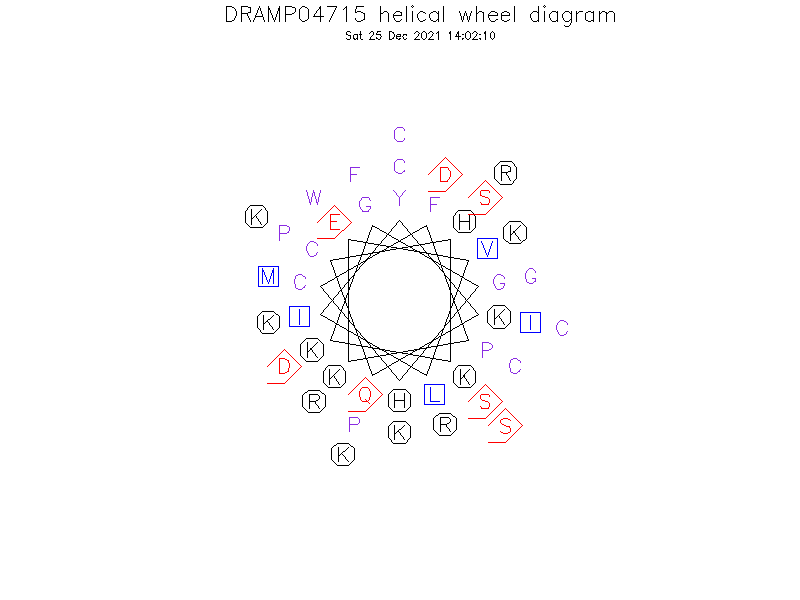 DRAMP04715 helical wheel diagram
Sat 25 Dec 2021 14:02:10
C
C
F D R
W G Y F S
K P E H K
C V
M C G G
K I K I C
D K P C
R K Q H L K S
P K R S
K